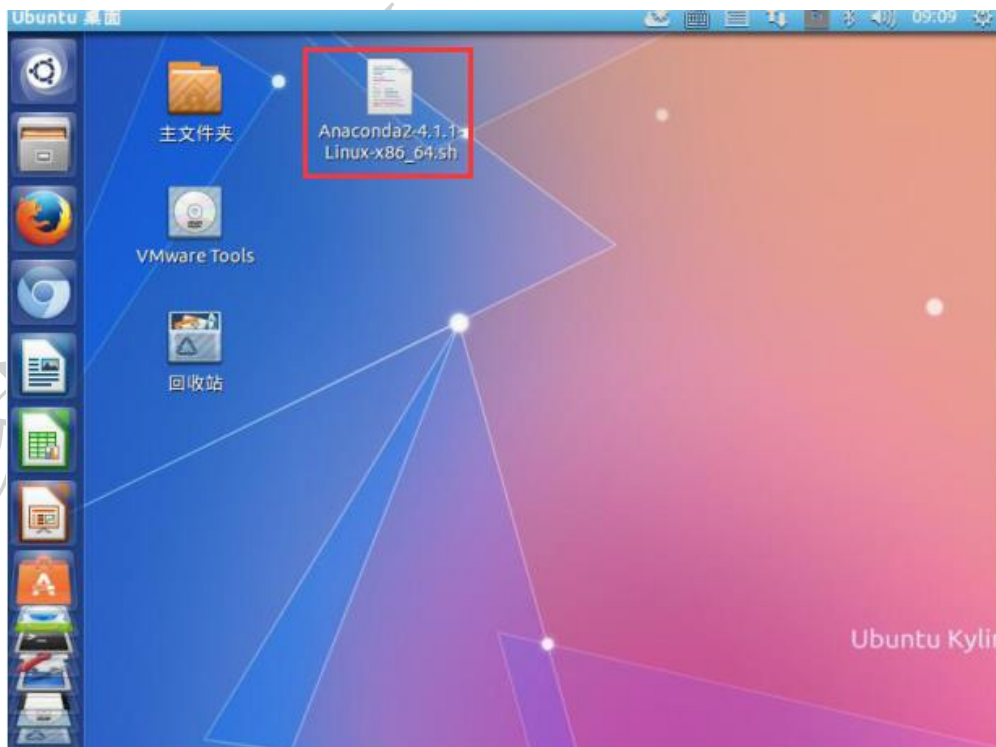 Ubuntu 桌面
09:09
主文件夹
Anaconda2-4.1.1-
Linux-x86_64.sh
VMware Tools
回收站
Ubuntu Kylin